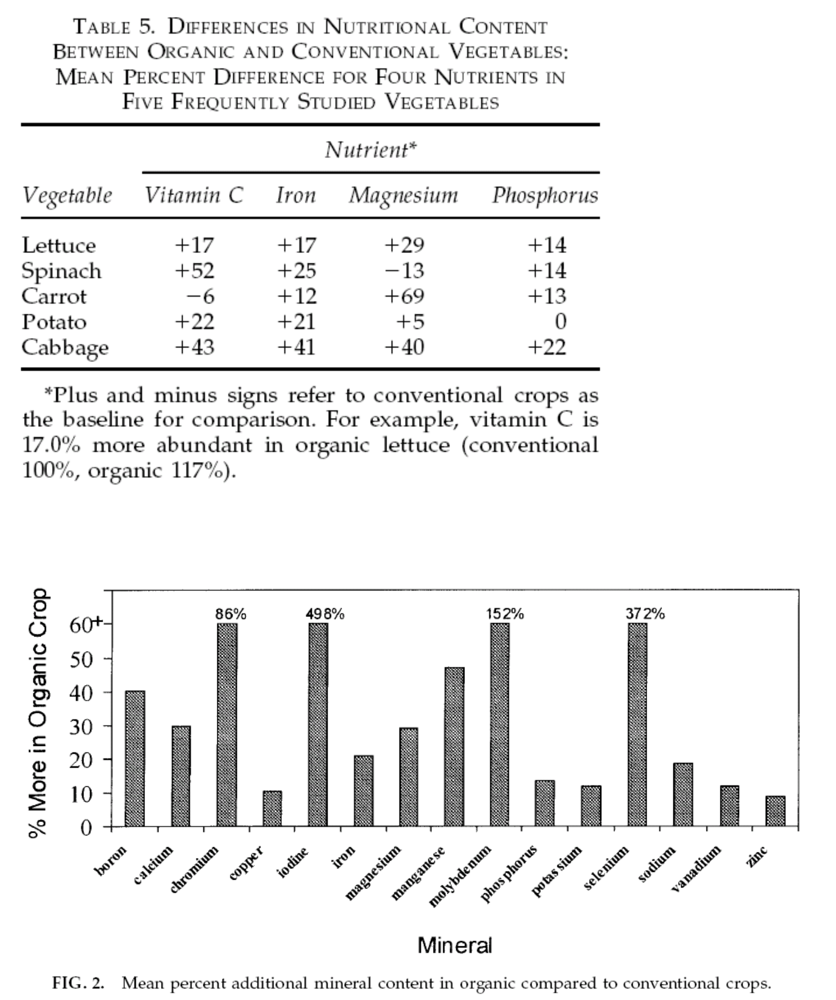 TABLE 5. DIFFERENCES IN NUTRITIONAL CONTENT
BETWEEN ORGANIC AND CONVENTIONAL VEGETABLES:
MEAN PERCENT DIFFERENCE FOR FOUR NUTRIENTS IN
FIVE FREQUENTLY STUDIED VEGETABLES
Nutrient*
Vegetable Vitamin C Iron Magnesium Phosphorus
Lettuce +17 +17 +29 +14
Spinach +52 +25 −13 +14
Carrot −6 +12 +69 +13
Potato +22 +21 +5 0
Cabbage +43 +41 +40 +22
*Plus and minus signs refer to conventional crops as
the baseline for comparison. For example, vitamin C is
17.0% more abundant in organic lettuce (conventional
100%, organic 117%).
% More in Organic Crop
86% 498% 152% 372%
60+
50
40
30
20
10
0
boron calcium chromium copper iodine iron magnesium manganese molybdenum phosphorus potassium selenium sodium vanadium zinc
Mineral
FIG. 2. Mean percent additional mineral content in organic compared to conventional crops.